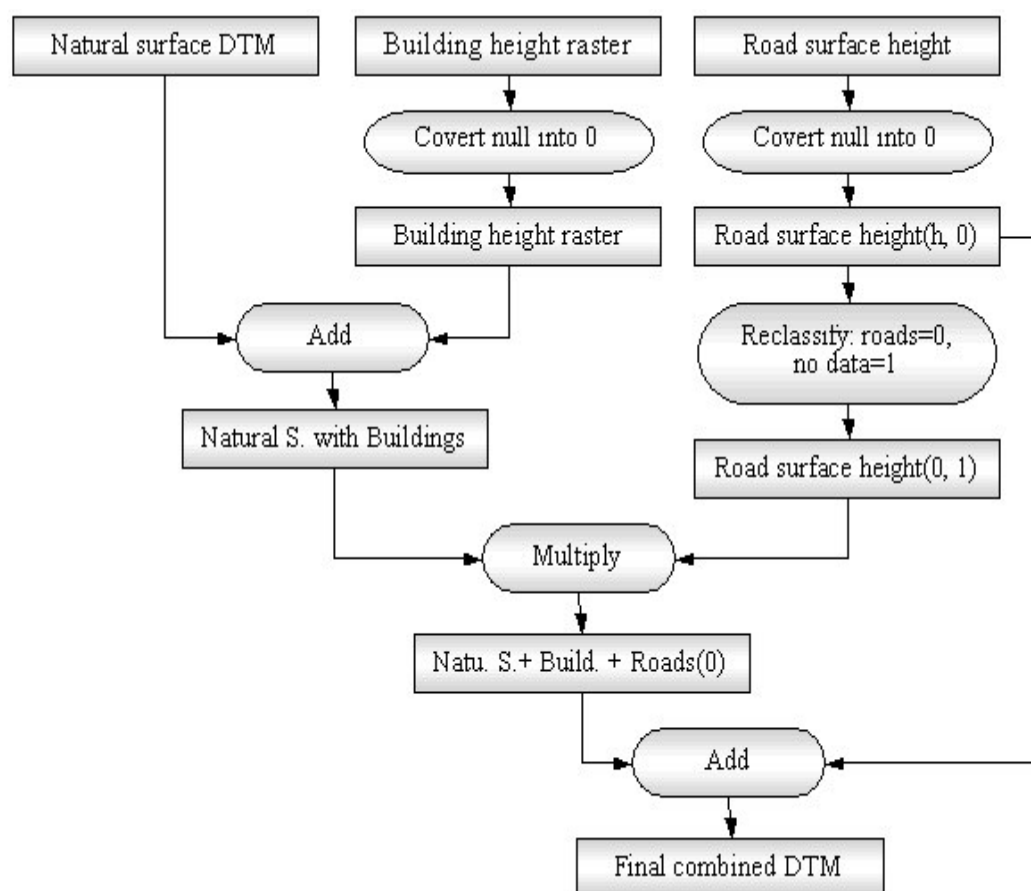 Natural surface DTM
Building height raster
Road surface height
Covert null into 0
Covert null into 0
Building height raster
Road surface height(h, 0)
Add
Reclassify: roads=0,
no data=1
Natural S. with Buildings
Road surface height(0, 1)
Multiply
Natu. S.+ Build. + Roads(0)
Add
Final combined DTM